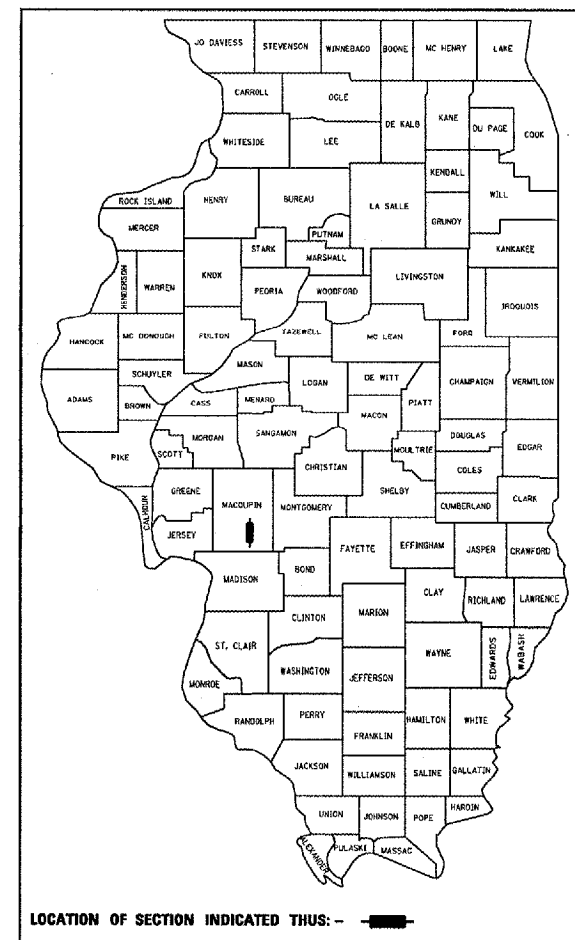 JO DAVIESS STEVENSON WINNEBAGO BOONE MC HENRY LAKE
CARROLL OGLE DE KALB KANE DU PAGE COOK
WHITESIDE LEE KENDALL WILL
ROCK ISLAND HENRY BUREAU LA SALLE GRUNDY
MERCER STARK PUTNAM MARSHALL KANKAKEE
HENDERSON WARREN KNOX PEORIA WOODFORD LIVINGSTON IROQUOIS
HANCOCK MC DONOUGH FULTON TAZEWELL MC LEAN FORD
SCHUYLER MASON LOGAN DE WITT CHAMPAIGN VERMILION
ADAMS BROWN CASS MENARD MACON PIATT
PIKE SCOTT MORGAN SANGAMON CHRISTIAN MOULTRIE DOUGLAS EDGAR
COLES
CALHOUN GREENE MACOUPIN MONTGOMERY SHELBY CUMBERLAND CLARK
JERSEY FAYETTE EFFINGHAM JASPER CRAWFORD
MADISON BOND CLAY RICHLAND LAWRENCE
CLINTON MARION
ST. CLAIR WAYNE EDWARDS WABASH
MONROE WASHINGTON JEFFERSON
RANDOLPH PERRY HAMILTON WHITE
FRANKLIN
JACKSON WILLIAMSON SALINE GALLATIN
UNION JOHNSON POPE HARDIN
ALEXANDER PULASKI MASSAC
LOCATION OF SECTION INDICATED THUS: -